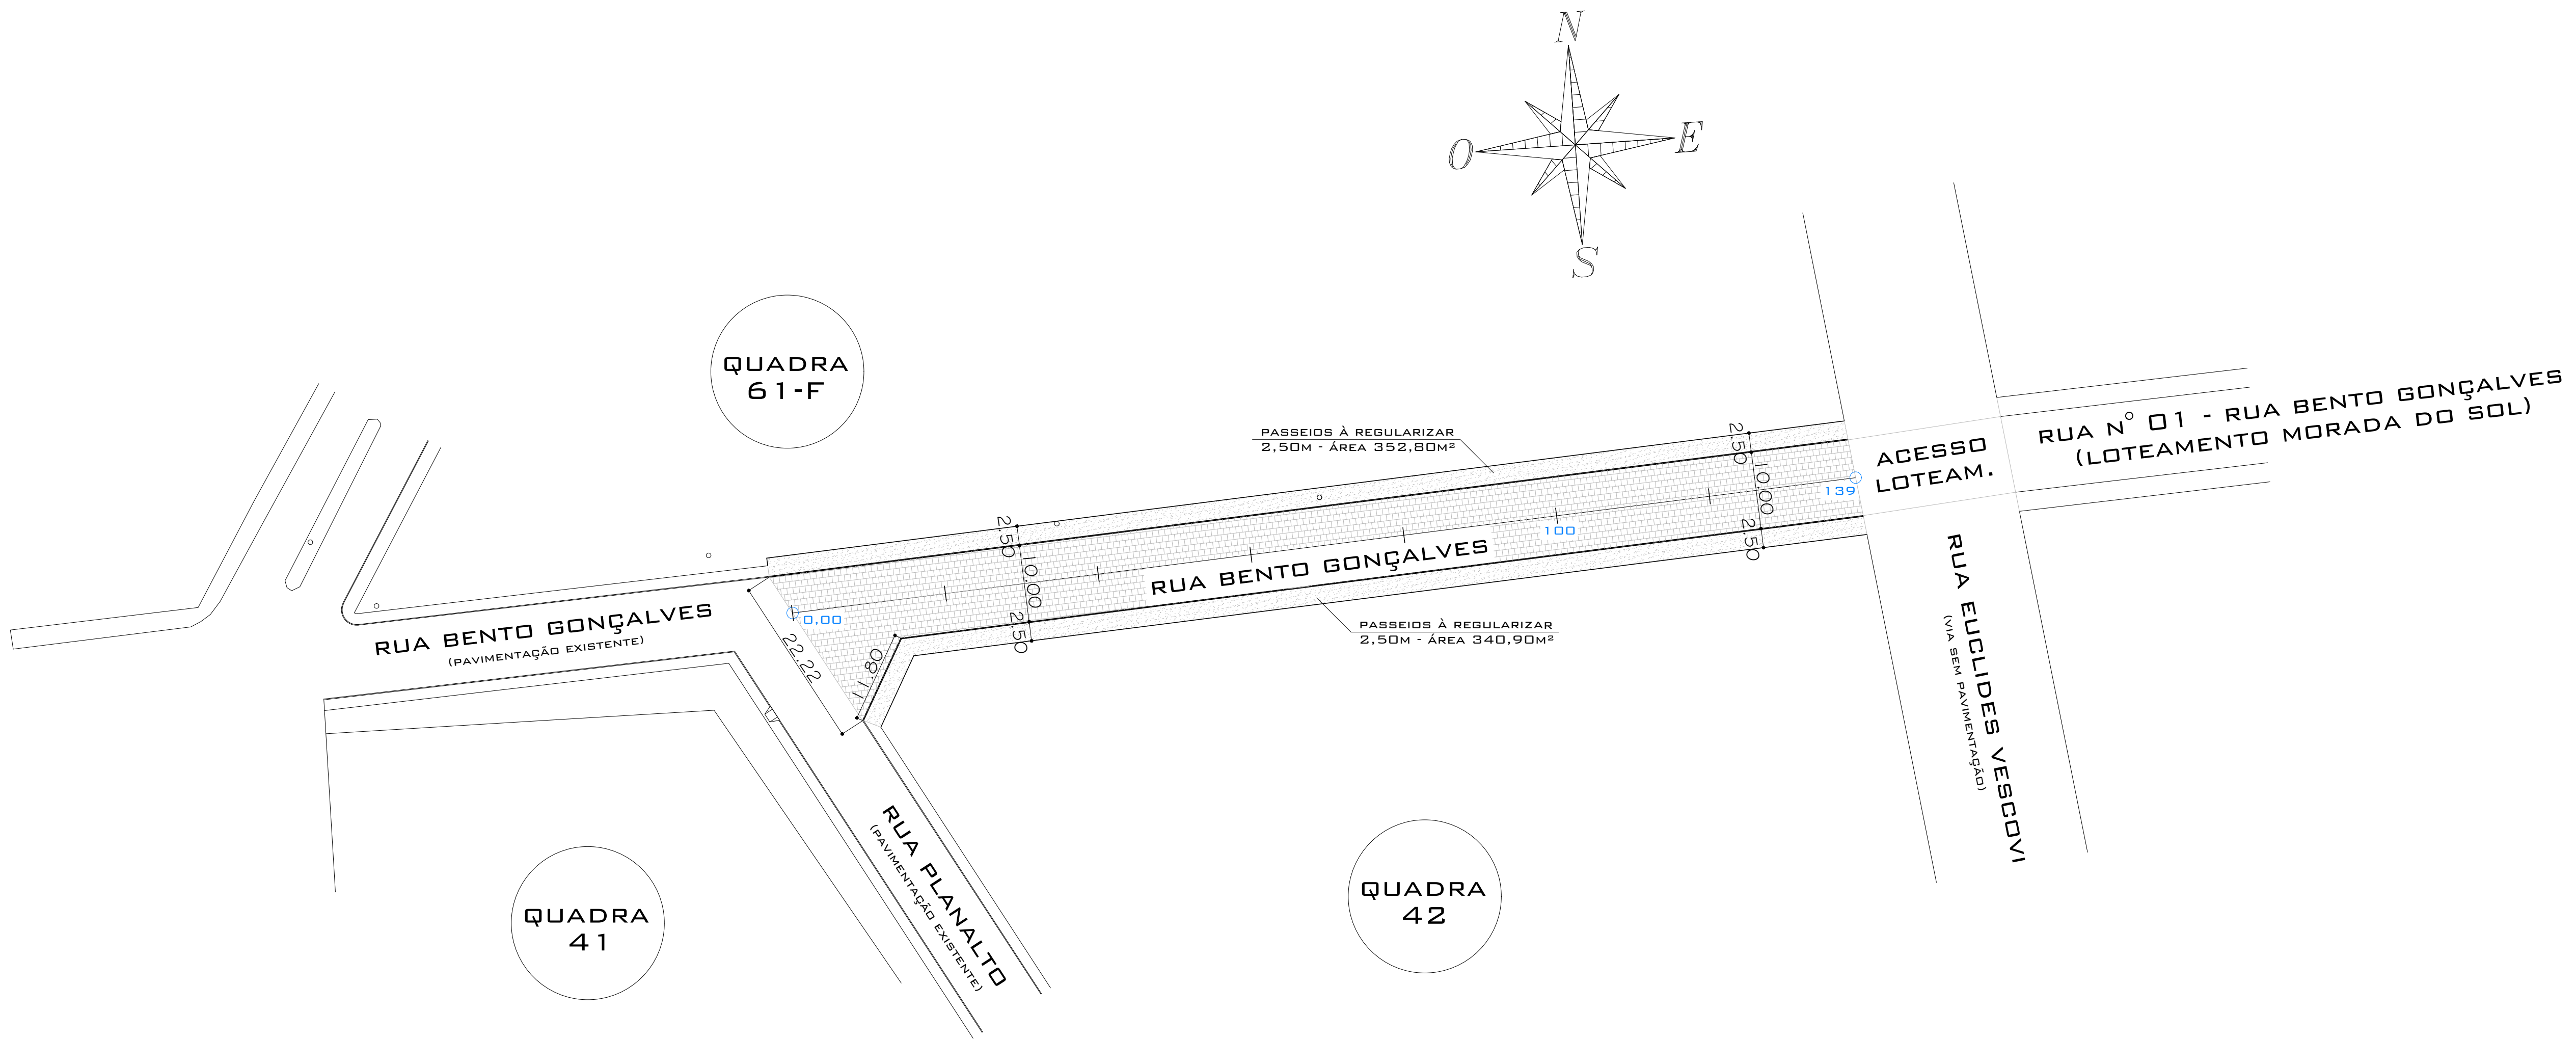 N
O
E
S
QUADRA
61-F
PASSEIOS À REGULARIZAR
2,50M - ÁREA 352,80M²
2.50
10.00
2.50
2.50
10.00
2.50
139
ACESSO
LOTEAM.
RUA N° 01 - RUA BENTO GONÇALVES
(LOTEAMENTO MORADA DO SOL)
100
RUA BENTO GONÇALVES
RUA BENTO GONÇALVES
(PAVIMENTAÇÃO EXISTENTE)
0,00
22.22
11.80
PASSEIOS À REGULARIZAR
2,50M - ÁREA 340,90M²
RUA EUCLIDES VESCOVI
(VIA SEM PAVIMENTAÇÃO)
RUA PLANALTO
(PAVIMENTAÇÃO EXISTENTE)
QUADRA
41
QUADRA
42